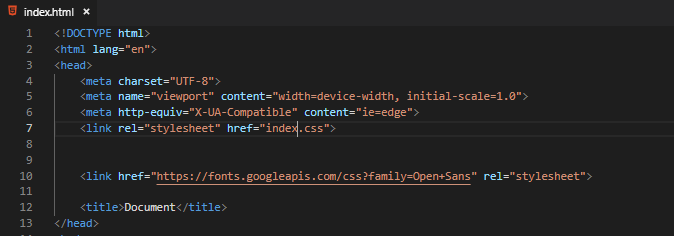 index.html ×
1 <!DOCTYPE html>
2 <html lang="en">
3 <head>
4 <meta charset="UTF-8">
5 <meta name="viewport" content="width=device-width, initial-scale=1.0">
6 <meta http-equiv="X-UA-Compatible" content="ie=edge">
7 <link rel="stylesheet" href="index.css">
8
9
10 <link href="https://fonts.googleapis.com/css?family=Open+Sans" rel="stylesheet">
11
12 <title>Document</title>
13 </head>